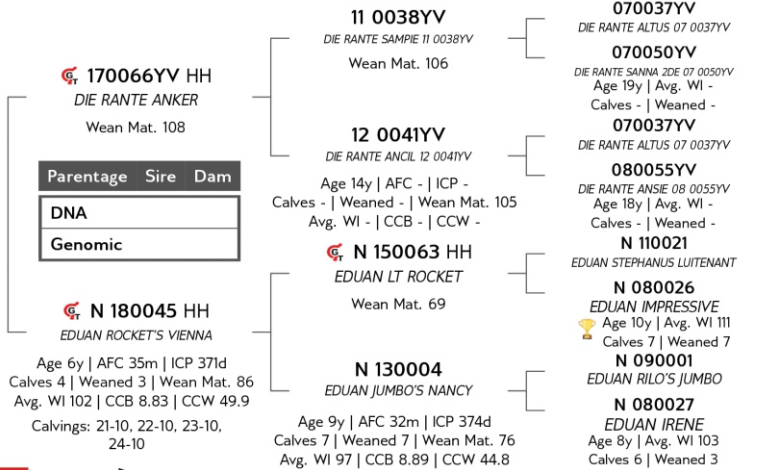 170066YV HH
DIE RANTE ANKER
Wean Mat. 108
Parentage Sire Dam
DNA
Genomic
N 180045 HH
EDUAN ROCKET'S VIENNA
Age 6y | AFC 35m | ICP 371d
Calves 4 | Weaned 3 | Wean Mat. 86
Avg. WI 102 | CCB 8.83 | CCW 49.9
Calvings: 21-10, 22-10, 23-10,
24-10
11 0038YV
DIE RANTE SAMPIE 11 0038YV
Wean Mat. 106
12 0041YV
DIE RANTE ANCIL 12 0041YV
Age 14y | AFC - | ICP -
Calves - | Weaned - | Wean Mat. 105
Avg. WI - | CCB - | CCW -
N 150063 HH
EDUAN LT ROCKET
Wean Mat. 69
N 130004
EDUAN JUMBO'S NANCY
Age 9y | AFC 32m | ICP 374d
Calves 7 | Weaned 7 | Wean Mat. 76
Avg. WI 97 | CCB 8.89 | CCW 44.8
070037YV
DIE RANTE ALTUS 07 0037YV
070050YV
DIE RANTE SANNA 2DE 07 0050YV
Age 19y | Avg. WI -
Calves - | Weaned -
070037YV
DIE RANTE ALTUS 07 0037YV
080055YV
DIE RANTE ANSIE 08 0055YV
Age 18y | Avg. WI -
Calves - | Weaned -
N 110021
EDUAN STEPHANUS LUITENANT
N 080026
EDUAN IMPRESSIVE
Age 10y | Avg. WI 111
Calves 7 | Weaned 7
N 090001
EDUAN RILO'S JUMBO
N 080027
EDUAN IRENE
Age 8y | Avg. WI 103
Calves 6 | Weaned 3